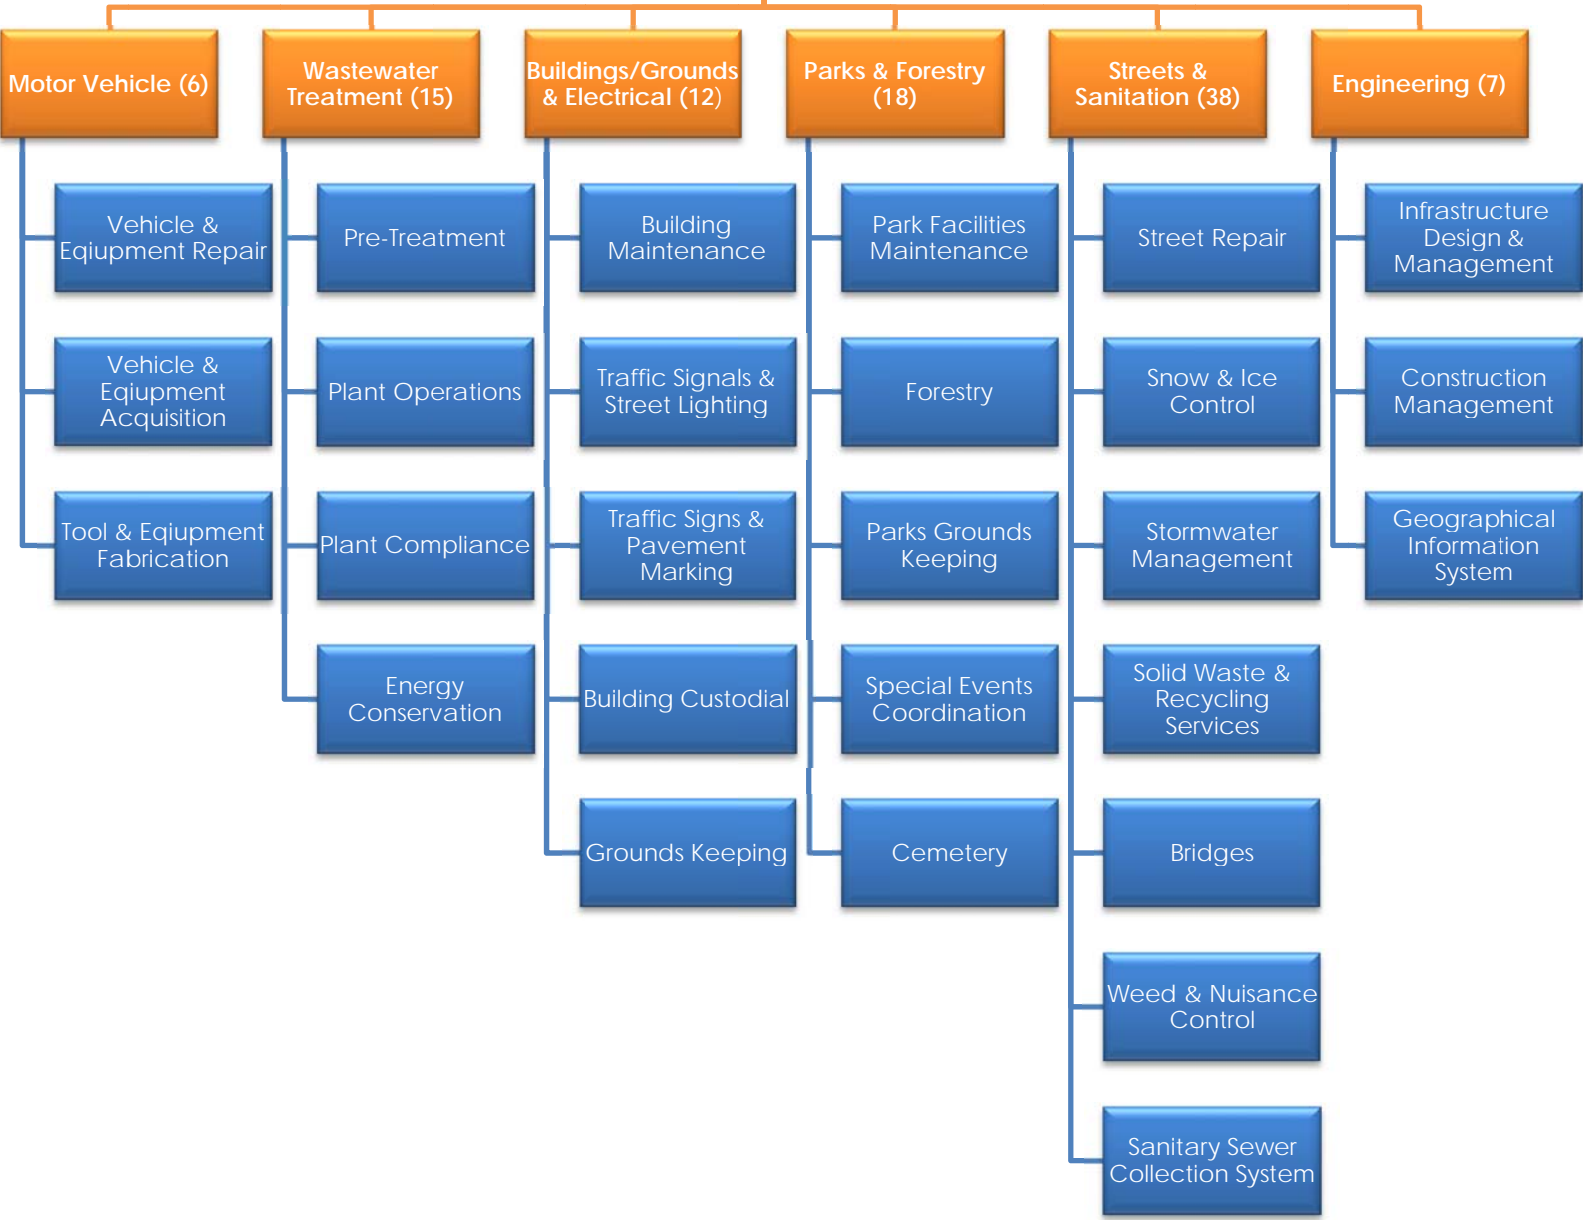 Motor Vehicle (6)
Wastewater
Treatment (15)
Buildings/Grounds
& Electrical (12)
Parks & Forestry
(18)
Streets &
Sanitation (38)
Engineering (7)
Vehicle &
Eqiupment Repair
Vehicle &
Eqiupment
Acquisition
Tool & Eqiupment
Fabrication
Pre-Treatment
Plant Operations
Plant Compliance
Energy
Conservation
Building
Maintenance
Traffic Signals &
Street Lighting
Traffic Signs &
Pavement
Marking
Building Custodial
Grounds Keeping
Park Facilities
Maintenance
Forestry
Parks Grounds
Keeping
Special Events
Coordination
Cemetery
Street Repair
Snow & Ice
Control
Stormwater
Management
Solid Waste &
Recycling
Services
Bridges
Weed & Nuisance
Control
Sanitary Sewer
Collection System
Infrastructure
Design &
Management
Construction
Management
Geographical
Information
System